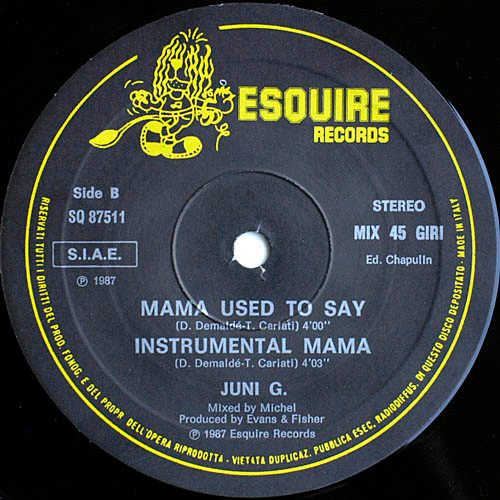 ESQUIRE
RECORDS
Side B
SQ 87511
S.I.A.E.
℗ 1987
STEREO
MIX 45 GIRI
Ed. Chapulin
MAMA USED TO SAY
(D. Demaldé-T. Cariati) 4'00"
INSTRUMENTAL MAMA
(D. Demaldé-T. Cariati) 4'03"
JUNI G.
Mixed by Michel
Produced by Evans & Fisher
℗ 1987 Esquire Records
RISERVATI TUTTI I DIRITTI DEL PROD. FONOG. E DEL PROPR. DELL'OPERA RIPRODOTTA - VIETATA DUPLICAZ. PUBBLICA ESEC. RADIODIFFUS. DI QUESTO DISCO DEPOSITATO - MADE IN ITALY